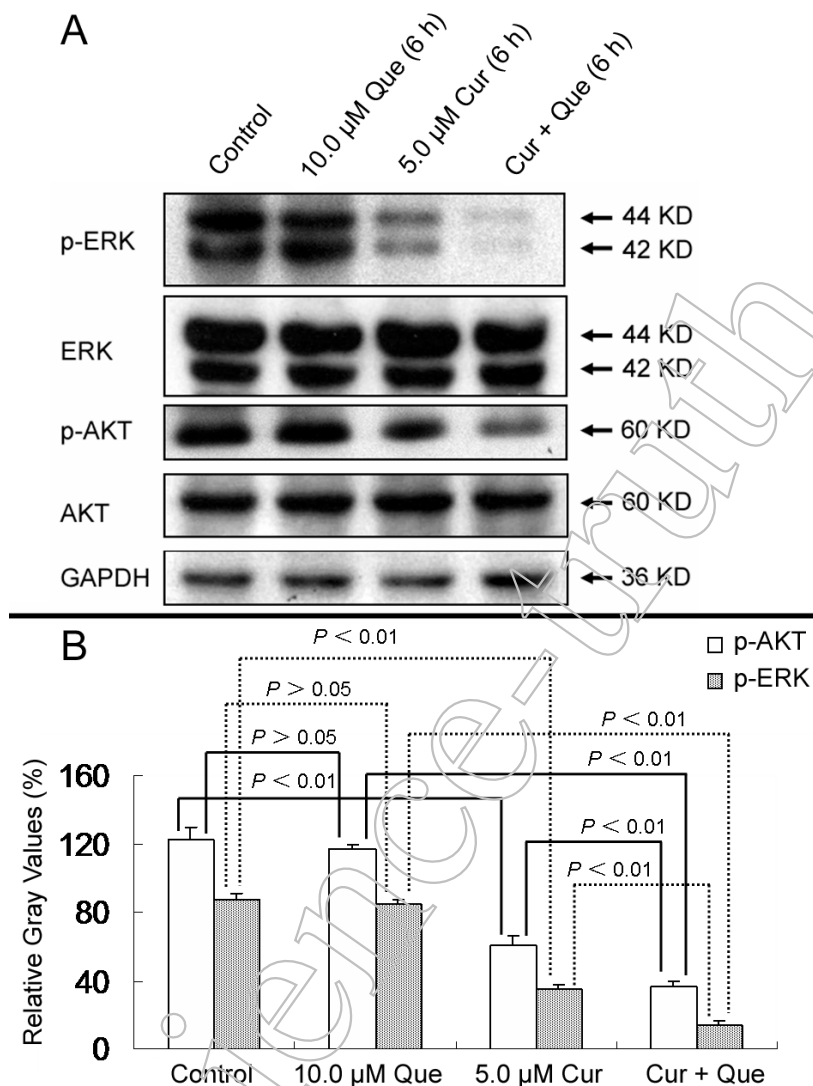 A
Control
10.0 μM Que (6 h)
5.0 μM Cur (6 h)
Cur + Que (6 h)
p-ERK
44 KD
42 KD
ERK
44 KD
42 KD
p-AKT
60 KD
AKT
60 KD
GAPDH
36 KD
B
P < 0.01
p-AKT
p-ERK
P > 0.05
P < 0.01
P > 0.05
P < 0.01
P < 0.01
P < 0.01
P < 0.01
Relative Gray Values (%)
160
120
80
40
0
Control
10.0 μM Que
5.0 μM Cur
Cur + Que
ience-truth